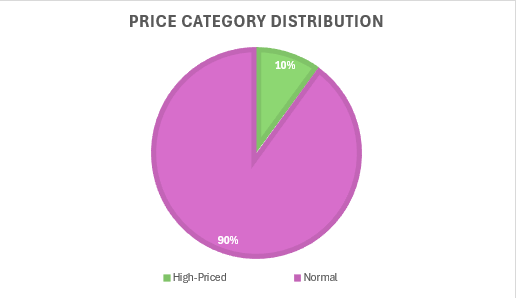 PRICE CATEGORY DISTRIBUTION
10%
90%
High-Priced Normal